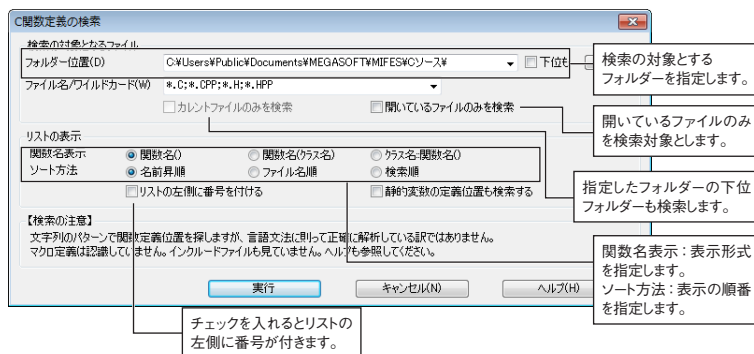 C関数定義の検索
検索の対象となるファイル
フォルダー位置(D)
C:¥Users¥Public¥Documents¥MEGASOFT¥MIFES¥Cソース¥
下位も
ファイル名/ワイルドカード(W)
*.C;*.CPP;*.H;*.HPP
カレントファイルのみを検索
開いているファイルのみを検索
リストの表示
関数名表示
関数名()
関数名(クラス名)
クラス名::関数名()
ソート方法
名前昇順
ファイル名順
検索順
リストの左側に番号を付ける
静的変数の定義位置も検索する
【検索の注意】
文字列のパターンで関数定義位置を探しますが、言語文法に則って正確に解析している訳ではありません。
マクロ定義は認識していません。インクルードファイルも見ていません。ヘルプも参照してください。
実行
キャンセル(N)
ヘルプ(H)
検索の対象とする
フォルダーを指定します。
開いているファイルのみ
を検索対象とします。
指定したフォルダーの下位
フォルダーも検索します。
関数名表示：表示形式
を指定します。
ソート方法：表示の順番
を指定します。
チェックを入れるとリストの
左側に番号が付きます。